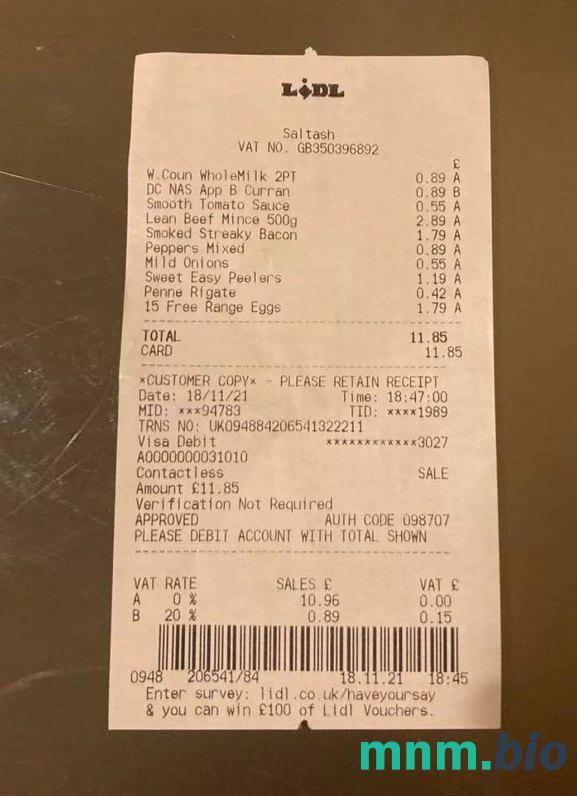 LiDL
Saltash
VAT NO. GB350396892
£
W.Coun WholeMilk 2PT 0.89 A
DC NAS App B Curran 0.89 B
Smooth Tomato Sauce 0.55 A
Lean Beef Mince 500g 2.89 A
Smoked Streaky Bacon 1.79 A
Peppers Mixed 0.89 A
Mild Onions 0.55 A
Sweet Easy Peelers 1.19 A
Penne Rigate 0.42 A
15 Free Range Eggs 1.79 A
TOTAL 11.85
CARD 11.85
*CUSTOMER COPY* - PLEASE RETAIN RECEIPT
Date: 18/11/21 Time: 18:47:00
MID: ***94783 TID: ****1989
TRNS NO: UK094884206541322211
Visa Debit ************3027
A0000000031010
Contactless SALE
Amount £11.85
Verification Not Required
APPROVED AUTH CODE 098707
PLEASE DEBIT ACCOUNT WITH TOTAL SHOWN
VAT RATE SALES £ VAT £
A 0 % 10.96 0.00
B 20 % 0.89 0.15
0948 206541/84 18.11.21 18:45
Enter survey: lidl.co.uk/haveyoursay
& you can win £100 of Lidl Vouchers.
mnm.bio